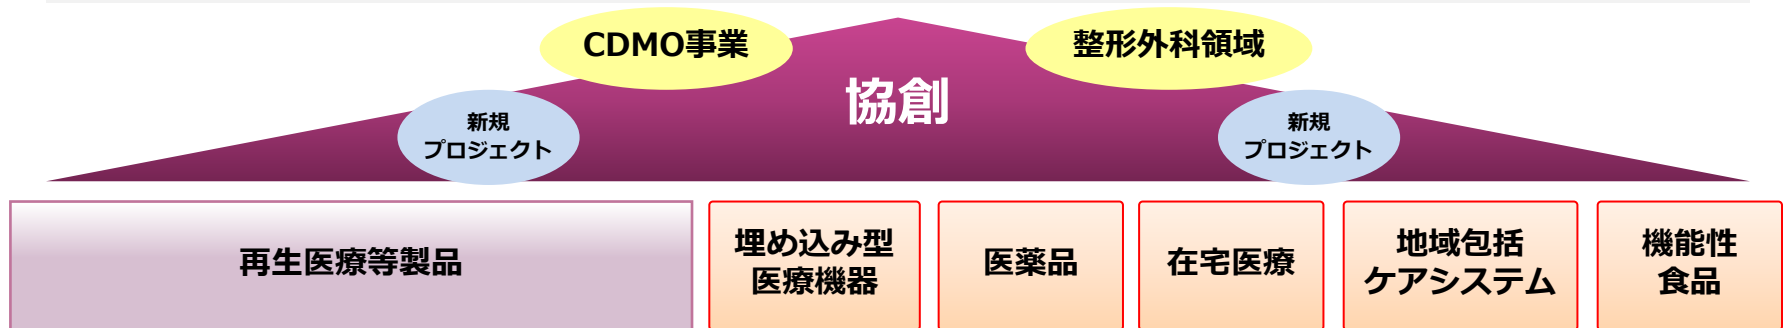 CDMO事業
整形外科領域
協創
新規
プロジェクト
新規
プロジェクト
再生医療等製品
埋め込み型
医療機器
医薬品
在宅医療
地域包括
ケアシステム
機能性
食品